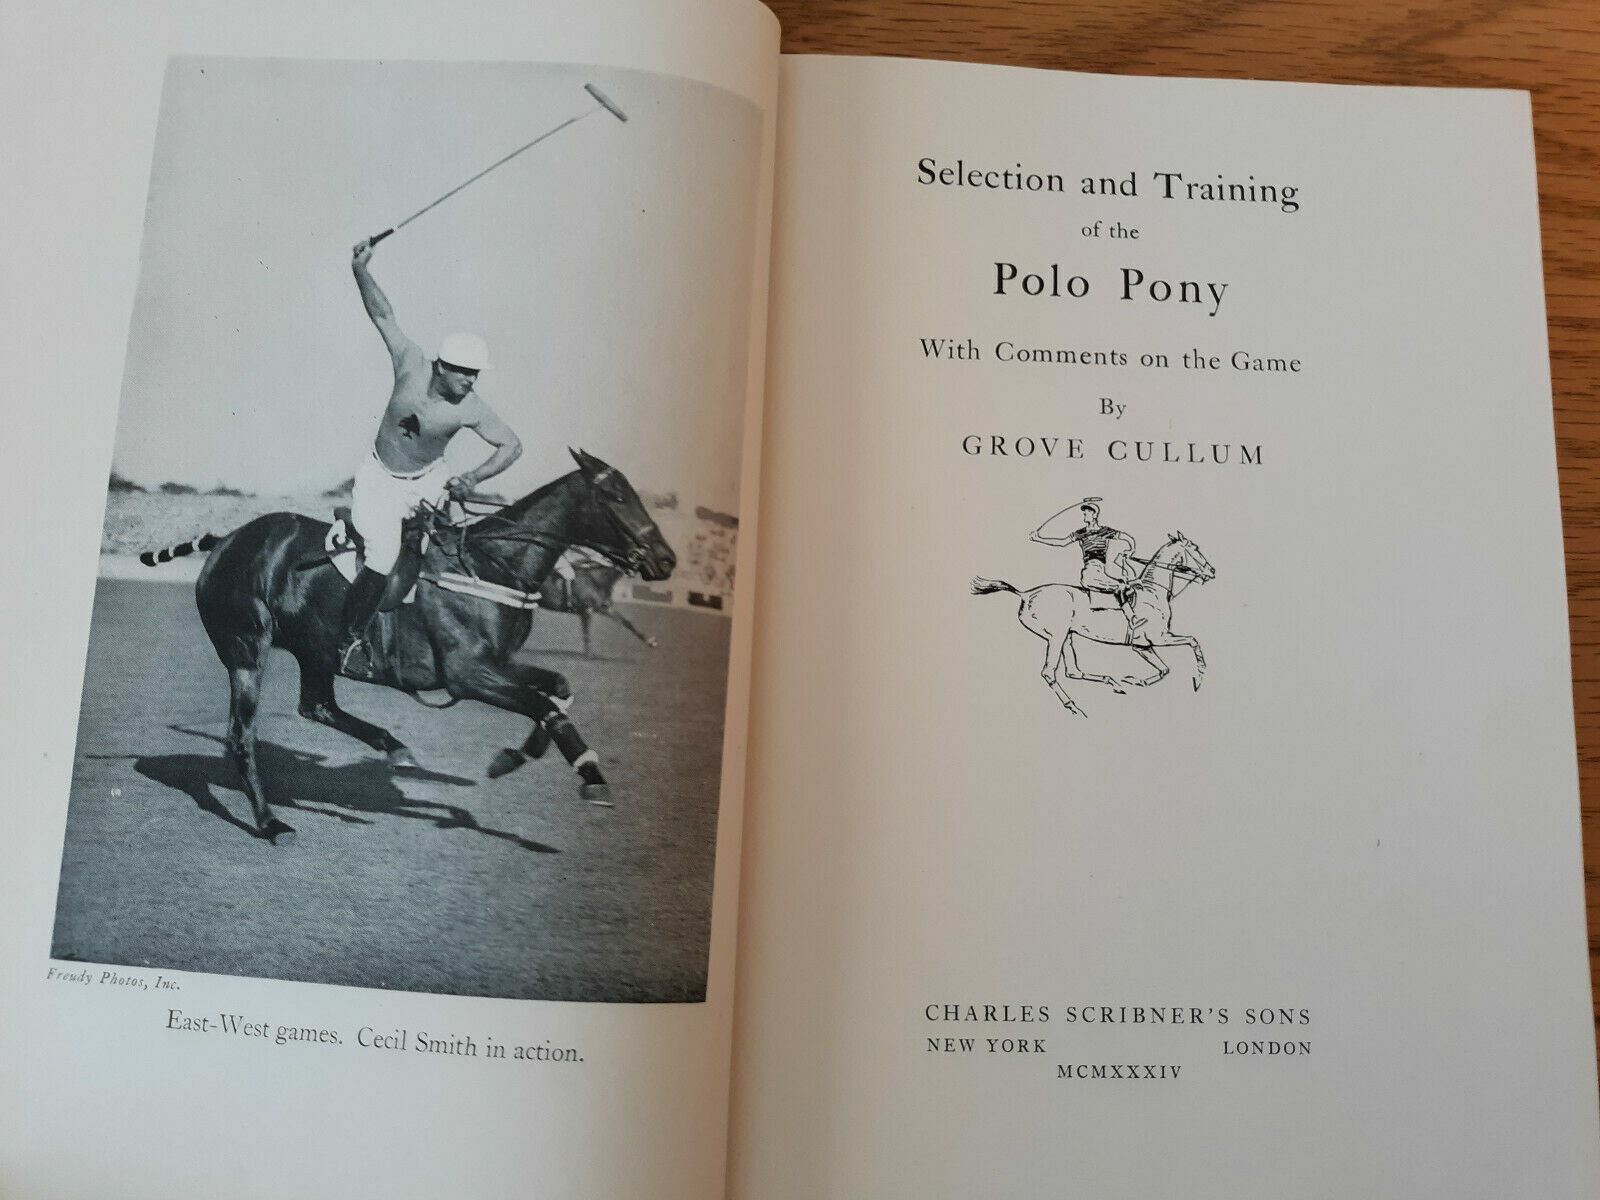 Freudy Photos, Inc.
East-West games. Cecil Smith in action.
Selection and Training
of the
Polo Pony
With Comments on the Game
By
GROVE CULLUM
CHARLES SCRIBNER'S SONS
NEW YORK LONDON
MCMXXXIV